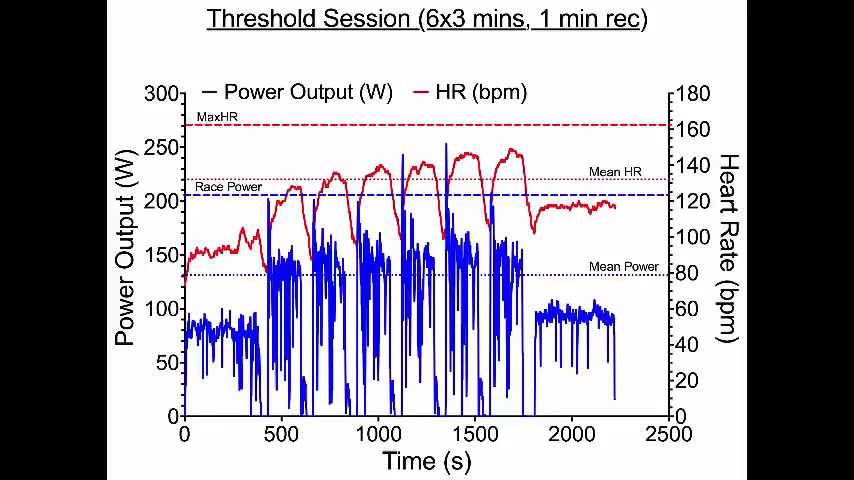 Threshold Session (6x3 mins, 1 min rec)
Power Output (W)
HR (bpm)
300
250
200
150
100
50
0
Power Output (W)
MaxHR
Mean HR
Race Power
Mean Power
180
160
140
120
100
80
60
40
20
0
Heart Rate (bpm)
0
500
1000
1500
2000
2500
Time (s)